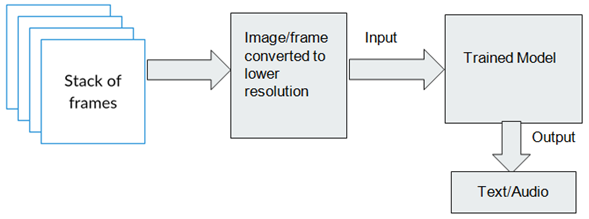 Stack of
frames
Image/frame
converted to
lower
resolution
Input
Trained Model
Output
Text/Audio